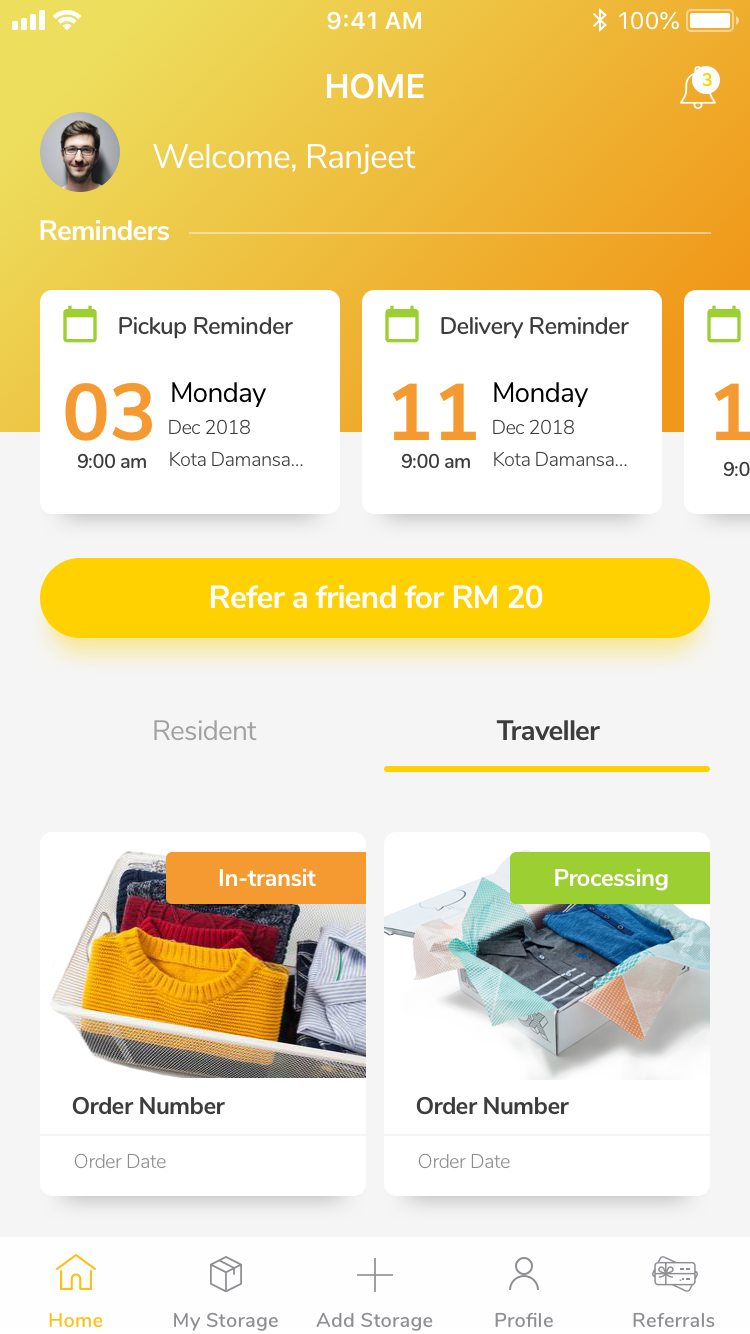 9:41 AM
100%
HOME
3
Welcome, Ranjeet
Reminders
Pickup Reminder
03
Monday
Dec 2018
9:00 am
Kota Damansa...
Delivery Reminder
11
Monday
Dec 2018
9:00 am
Kota Damansa...
1
9:0
Refer a friend for RM 20
Resident
Traveller
In-transit
Order Number
Order Date
Processing
Order Number
Order Date
Home
My Storage
Add Storage
Profile
Referrals